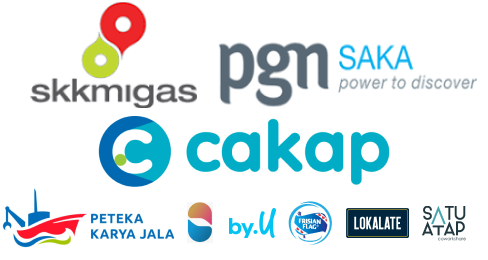 skkmigas
pgn SAKA
power to discover
cakap
PETEKA
KARYA JALA
by.U
FRISIAN
FLAG
LOKALATE
SATU
ATAP
coworkshare